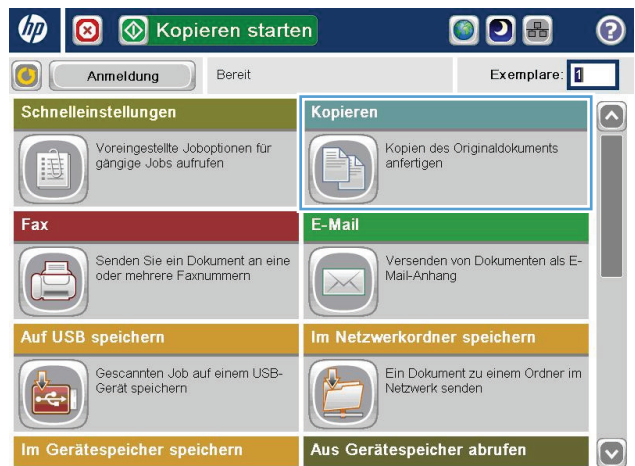 hp
Kopieren starten
?
Anmeldung
Bereit
Exemplare: 1
Schnelleinstellungen
Voreingestellte Joboptionen für
gängige Jobs aufrufen
Kopieren
Kopien des Originaldokuments
anfertigen
Fax
Senden Sie ein Dokument an eine
oder mehrere Faxnummern
E-Mail
Versenden von Dokumenten als E-
Mail-Anhang
Auf USB speichern
Gescannten Job auf einem USB-
Gerät speichern
Im Netzwerkordner speichern
Ein Dokument zu einem Ordner im
Netzwerk senden
Im Gerätespeicher speichern
Aus Gerätespeicher abrufen